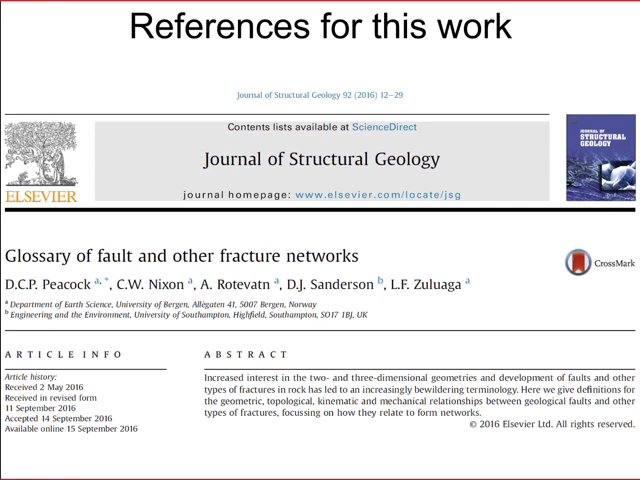 References for this work
Journal of Structural Geology 92 (2016) 12–29
Contents lists available at ScienceDirect
Journal of Structural Geology
journal homepage: www.elsevier.com/locate/jsg
ELSEVIER
JOURNAL OF
STRUCTURAL
GEOLOGY
Glossary of fault and other fracture networks
CrossMark
D.C.P. Peacock a, *, C.W. Nixon a, A. Rotevatn a, D.J. Sanderson b, L.F. Zuluaga a
a Department of Earth Science, University of Bergen, Allègaten 41, 5007 Bergen, Norway
b Engineering and the Environment, University of Southampton, Highfield, Southampton, SO17 1BJ, UK
ARTICLE INFO
Article history:
Received 2 May 2016
Received in revised form
11 September 2016
Accepted 14 September 2016
Available online 15 September 2016
ABSTRACT
Increased interest in the two- and three-dimensional geometries and development of faults and other
types of fractures in rock has led to an increasingly bewildering terminology. Here we give definitions for
the geometric, topological, kinematic and mechanical relationships between geological faults and other
types of fractures, focussing on how they relate to form networks.
© 2016 Elsevier Ltd. All rights reserved.